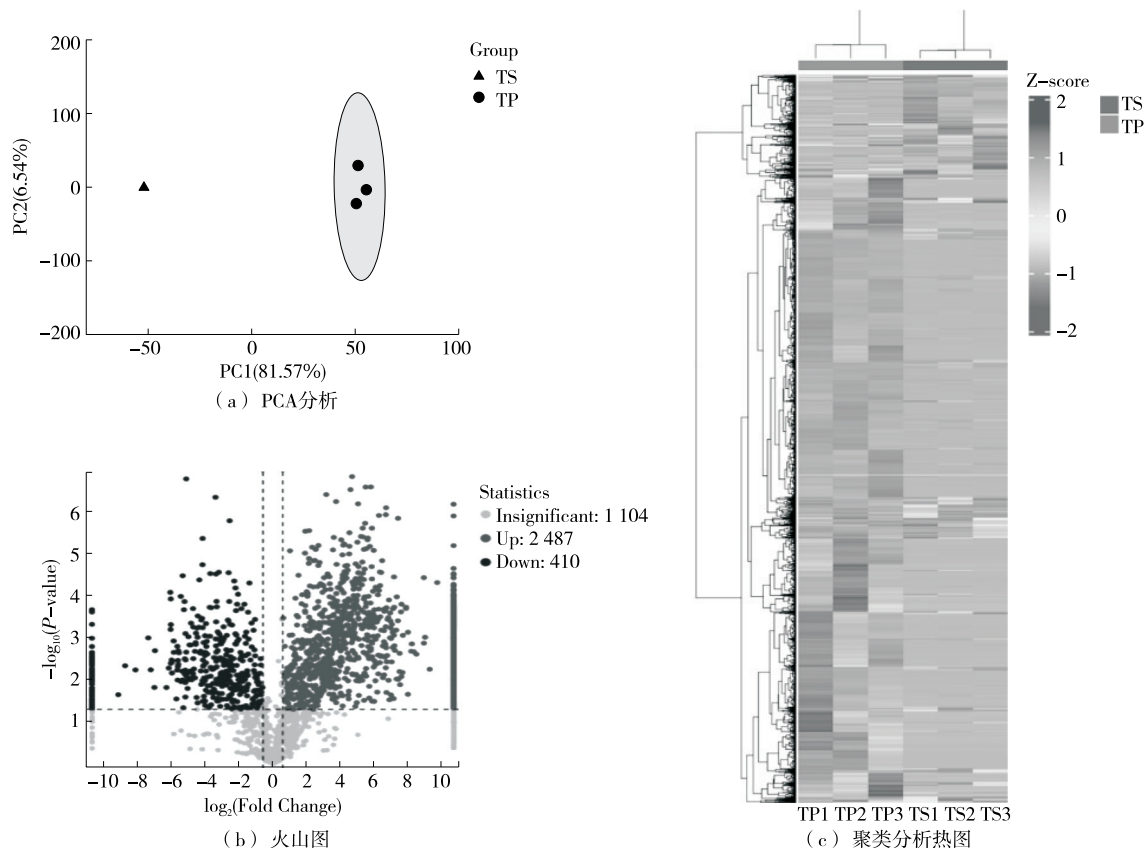 200
100
0
−100
−200
PC2(6.54%)
−50
0
50
100
PC1(81.57%)
Group
TS
TP
（a）PCA分析
6
5
4
3
2
1
−log₁₀(P−value)
−10 −8 −6 −4 −2 0 2 4 6 8 10
log₂(Fold Change)
Statistics
Insignificant: 1 104
Up: 2 487
Down: 410
（b）火山图
Z−score
2
1
0
−1
−2
TS
TP
TP1 TP2 TP3 TS1 TS2 TS3
（c）聚类分析热图